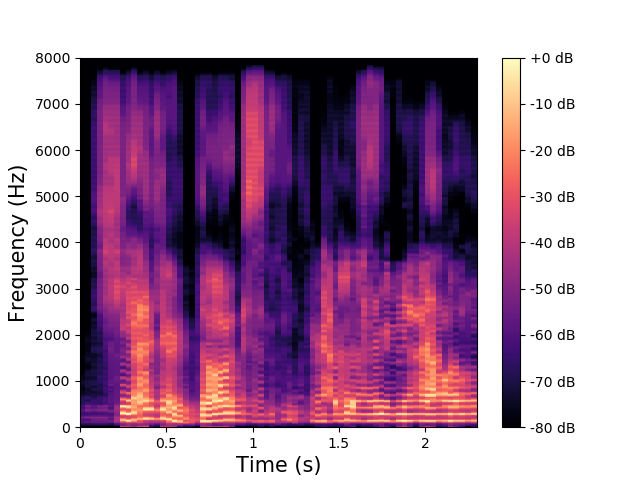 8000
7000
6000
5000
4000
3000
2000
1000
0
Frequency (Hz)
0
0.5
1
1.5
2
Time (s)
+0 dB
-10 dB
-20 dB
-30 dB
-40 dB
-50 dB
-60 dB
-70 dB
-80 dB